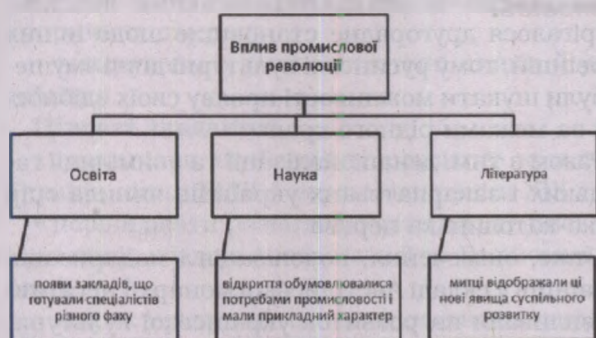 Вплив промислової
революції
Освіта
Наука
Література
появи закладів, що
готували спеціалістів
різного фаху
відкриття обумовлювалися
потребами промисловості і
мали прикладний характер
митці відображали ці
нові явища суспільного
розвитку